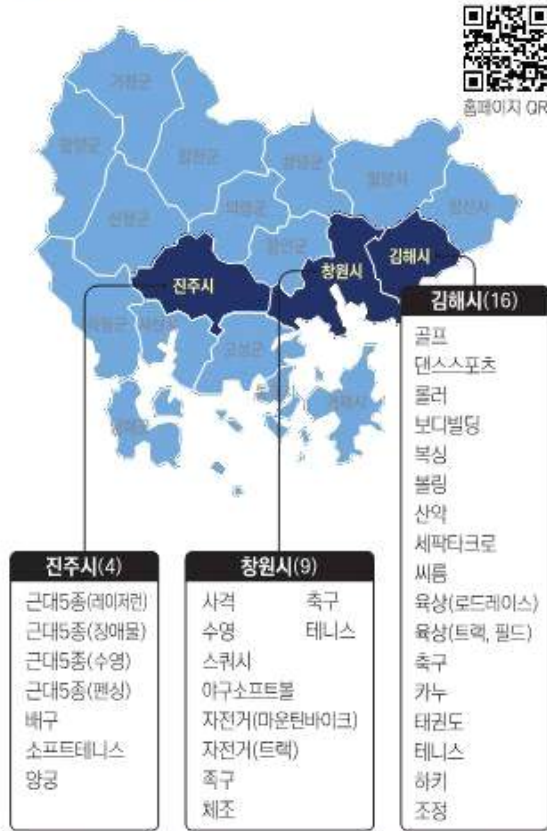 홈페이지 QR
거창군
함양군
합천군
창녕군
밀양시
양산시
산청군
의령군
함안군
진주시
창원시
김해시
하동군
사천시
고성군
통영시
거제시
남해군
김해시(16)
골프
댄스스포츠
롤러
보디빌딩
복싱
볼링
산악
세팍타크로
씨름
육상(로드레이스)
육상(트랙, 필드)
축구
카누
태권도
테니스
하키
조정
진주시(4)
근대5종(레이저런)
근대5종(장애물)
근대5종(수영)
근대5종(펜싱)
배구
소프트테니스
양궁
창원시(9)
사격 축구
수영 테니스
스쿼시
야구소프트볼
자전거(마운틴바이크)
자전거(트랙)
족구
체조